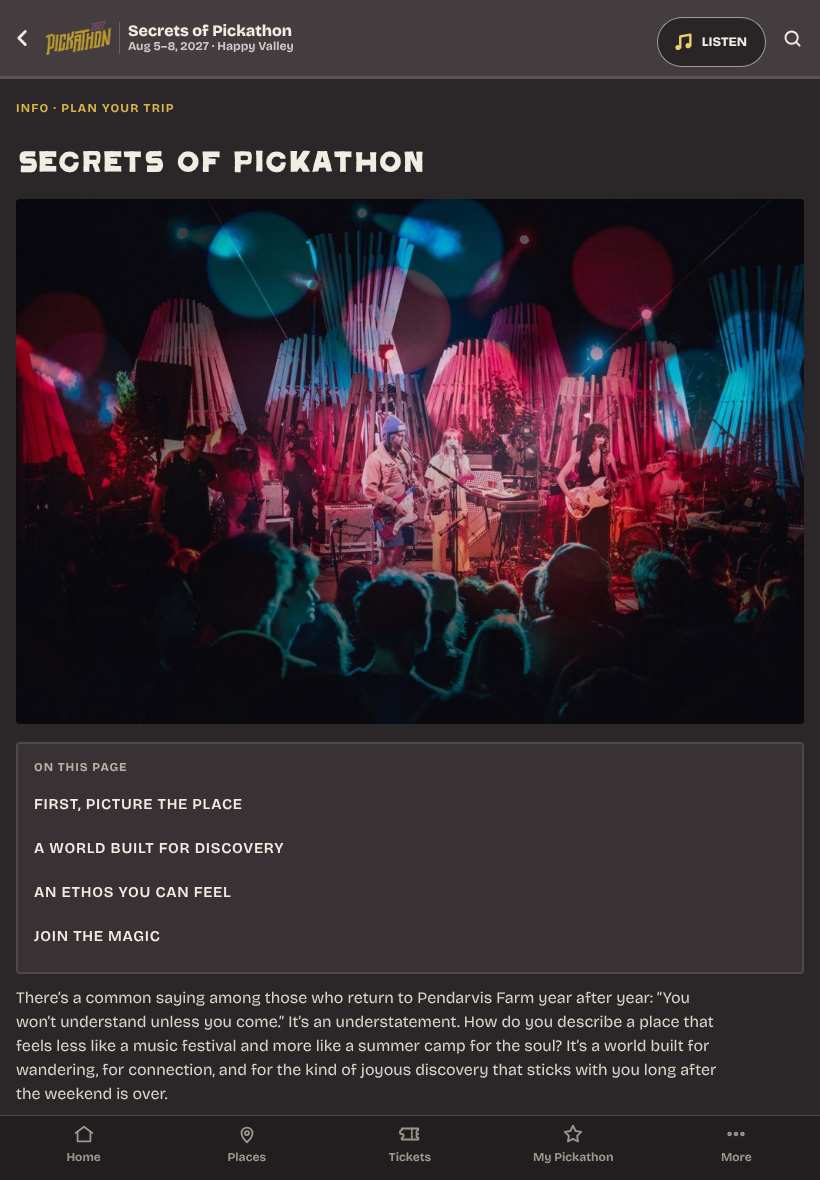 PICKATHON
Secrets of Pickathon
Aug 5–8, 2027 · Happy Valley
LISTEN
INFO · PLAN YOUR TRIP
SECRETS OF PICKATHON
ON THIS PAGE
FIRST, PICTURE THE PLACE
A WORLD BUILT FOR DISCOVERY
AN ETHOS YOU CAN FEEL
JOIN THE MAGIC
There's a common saying among those who return to Pendarvis Farm year after year: “You
won't understand unless you come.” It's an understatement. How do you describe a place that
feels less like a music festival and more like a summer camp for the soul? It's a world built for
wandering, for connection, and for the kind of joyous discovery that sticks with you long after
the weekend is over.
Home
Places
Tickets
My Pickathon
More